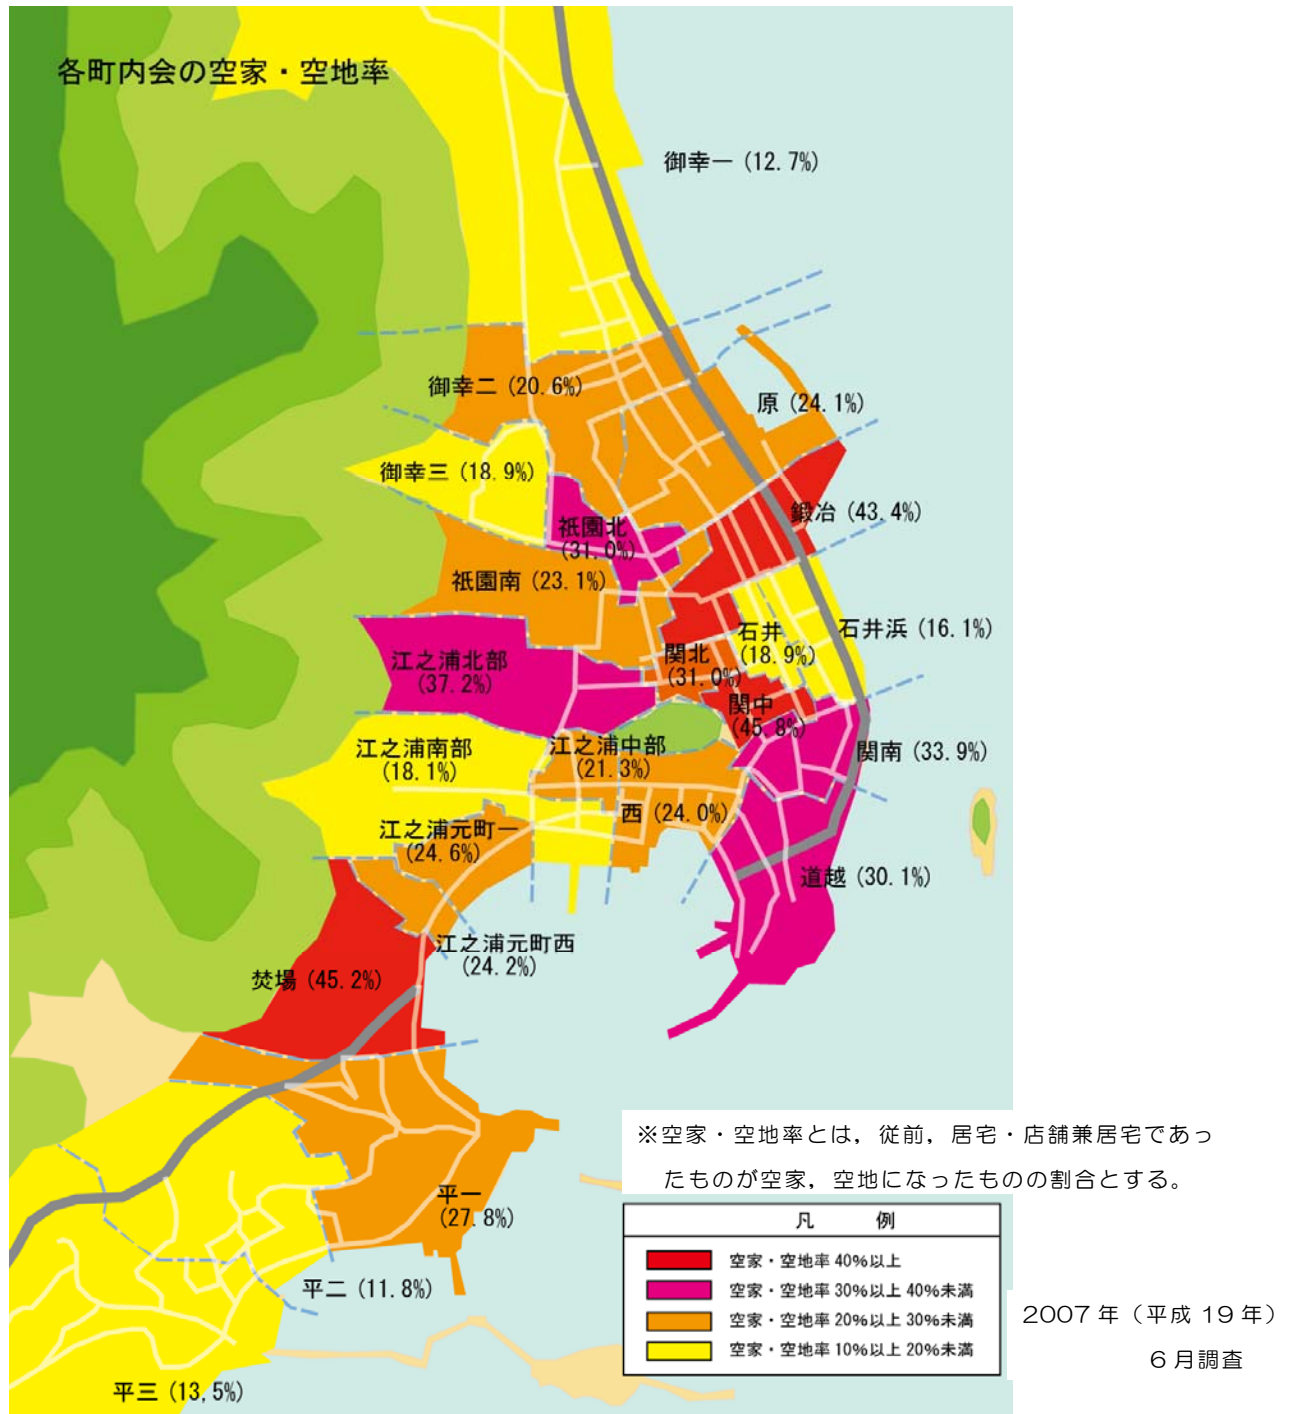 各町内会の空家・空地率
御幸一 (12.7%)
御幸二 (20.6%)
原 (24.1%)
御幸三 (18.9%)
鍛冶 (43.4%)
祇園北
(31.0%)
祇園南 (23.1%)
石井浜 (16.1%)
石井
(18.9%)
関北
(31.0%)
江之浦北部
(37.2%)
関中
(45.8%)
関南 (33.9%)
江之浦南部
(18.1%)
江之浦中部
(21.3%)
西 (24.0%)
江之浦元町一
(24.6%)
道越 (30.1%)
江之浦元町西
(24.2%)
焚場 (45.2%)
平一
(27.8%)
平二 (11.8%)
平三 (13,5%)
※空家・空地率とは，従前，居宅・店舗兼居宅であっ
たものが空家，空地になったものの割合とする。
凡 例
空家・空地率 40%以上
空家・空地率 30%以上 40%未満
空家・空地率 20%以上 30%未満
空家・空地率 10%以上 20%未満
2007 年（平成 19 年）
6 月調査